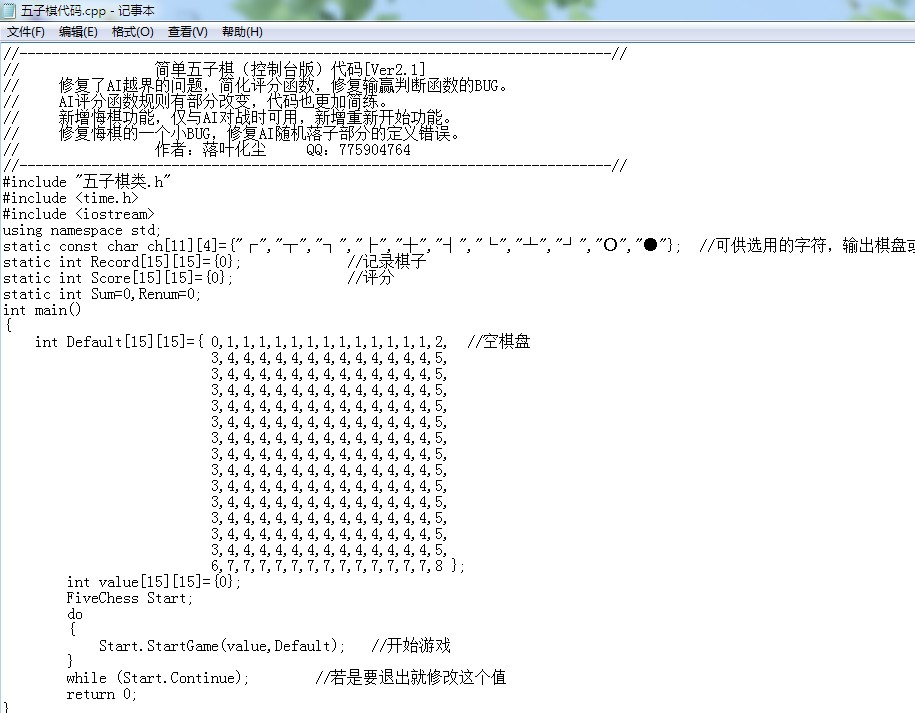 五子棋代码.cpp - 记事本
文件(F) 编辑(E) 格式(O) 查看(V) 帮助(H)
//--------------------------------------------------------------------------//
// 简单五子棋（控制台版）代码[Ver2.1]
// 修复了AI越界的问题，简化评分函数，修复输赢判断函数的BUG。
// AI评分函数规则有部分改变，代码也更加简练。
// 新增悔棋功能，仅与AI对战时可用，新增重新开始功能。
// 修复悔棋的一个小BUG，修复AI随机落子部分的定义错误。
// 作者：落叶化尘 QQ：775904764
//--------------------------------------------------------------------------//
#include "五子棋类.h"
#include <time.h>
#include <iostream>
using namespace std;
static const char ch[11][4]={"┌","┬","┐","├","┼","┤","└","┴","┘","○","●"}; //可供选用的字符，输出棋盘或
static int Record[15][15]={0}; //记录棋子
static int Score[15][15]={0}; //评分
static int Sum=0,Renum=0;
int main()
{
int Default[15][15]={ 0,1,1,1,1,1,1,1,1,1,1,1,1,1,2, //空棋盘
3,4,4,4,4,4,4,4,4,4,4,4,4,4,5,
3,4,4,4,4,4,4,4,4,4,4,4,4,4,5,
3,4,4,4,4,4,4,4,4,4,4,4,4,4,5,
3,4,4,4,4,4,4,4,4,4,4,4,4,4,5,
3,4,4,4,4,4,4,4,4,4,4,4,4,4,5,
3,4,4,4,4,4,4,4,4,4,4,4,4,4,5,
3,4,4,4,4,4,4,4,4,4,4,4,4,4,5,
3,4,4,4,4,4,4,4,4,4,4,4,4,4,5,
3,4,4,4,4,4,4,4,4,4,4,4,4,4,5,
3,4,4,4,4,4,4,4,4,4,4,4,4,4,5,
3,4,4,4,4,4,4,4,4,4,4,4,4,4,5,
3,4,4,4,4,4,4,4,4,4,4,4,4,4,5,
3,4,4,4,4,4,4,4,4,4,4,4,4,4,5,
6,7,7,7,7,7,7,7,7,7,7,7,7,7,8 };
int value[15][15]={0};
FiveChess Start;
do
{
Start.StartGame(value,Default); //开始游戏
}
while (Start.Continue); //若是要退出就修改这个值
return 0;
}